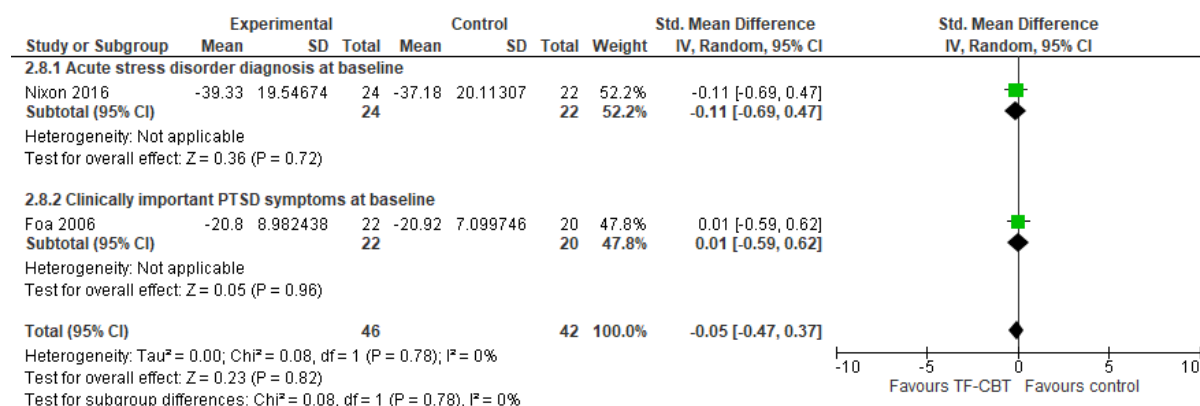 Experimental Control Std. Mean Difference Std. Mean Difference
Study or Subgroup Mean SD Total Mean SD Total Weight IV, Random, 95% CI IV, Random, 95% CI
2.8.1 Acute stress disorder diagnosis at baseline
Nixon 2016 -39.33 19.54674 24 -37.18 20.11307 22 52.2% -0.11 [-0.69, 0.47]
Subtotal (95% CI) 24 22 52.2% -0.11 [-0.69, 0.47]
Heterogeneity: Not applicable
Test for overall effect: Z = 0.36 (P = 0.72)
2.8.2 Clinically important PTSD symptoms at baseline
Foa 2006 -20.8 8.982438 22 -20.92 7.099746 20 47.8% 0.01 [-0.59, 0.62]
Subtotal (95% CI) 22 20 47.8% 0.01 [-0.59, 0.62]
Heterogeneity: Not applicable
Test for overall effect: Z = 0.05 (P = 0.96)
Total (95% CI) 46 42 100.0% -0.05 [-0.47, 0.37]
Heterogeneity: Tau² = 0.00; Chi² = 0.08, df = 1 (P = 0.78); I² = 0%
Test for overall effect: Z = 0.23 (P = 0.82)
Test for subgroup differences: Chi² = 0.08, df = 1 (P = 0.78), I² = 0%
-10 -5 0 5 10
Favours TF-CBT Favours control